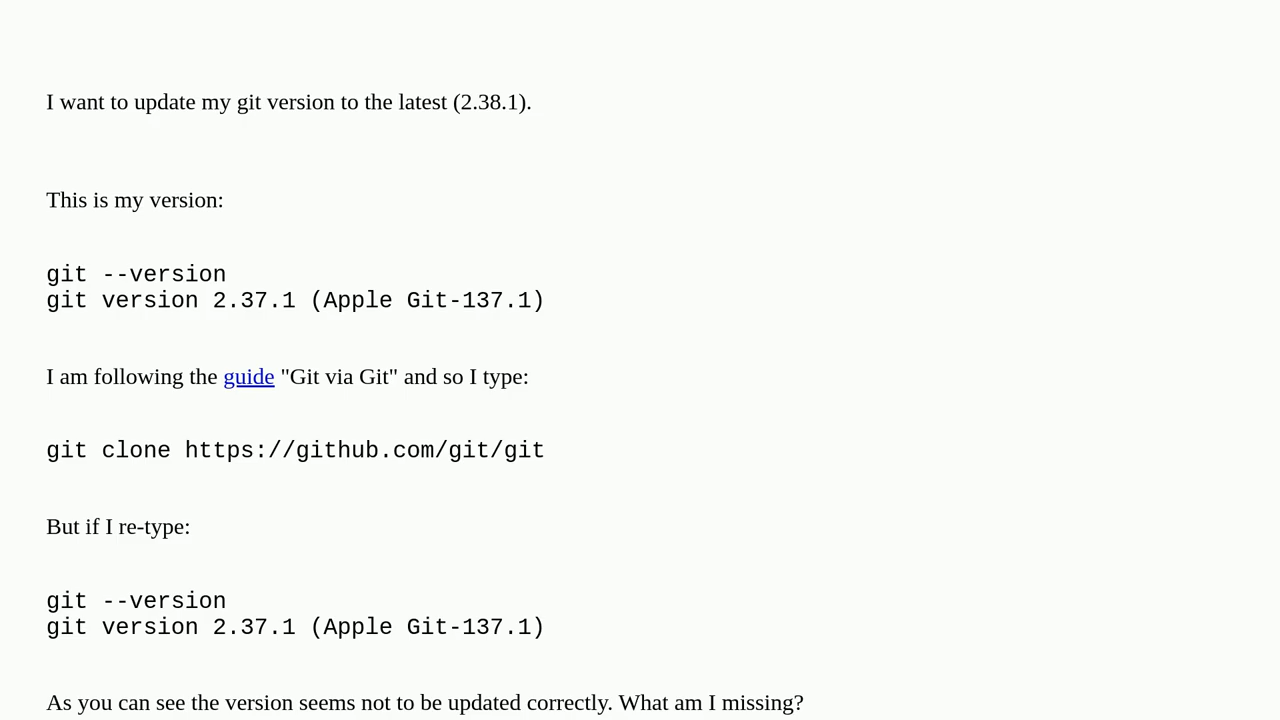 I want to update my git version to the latest (2.38.1).
This is my version:
git --version
git version 2.37.1 (Apple Git-137.1)
I am following the guide "Git via Git" and so I type:
git clone https://github.com/git/git
But if I re-type:
git --version
git version 2.37.1 (Apple Git-137.1)
As you can see the version seems not to be updated correctly. What am I missing?